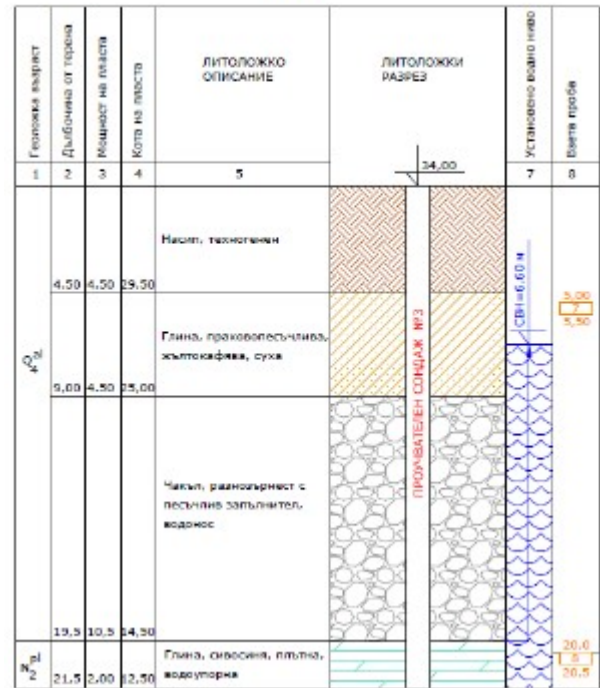 Геоложка възраст
Дълбочина от терена
Мощност на пласта
Кота на пласта
ЛИТОЛОЖКО
ОПИСАНИЕ
ЛИТОЛОЖКИ
РАЗРЕЗ
Установено водно ниво
Взета проба
1 2 3 4 5 7 8
34,00
Насип, техногенен
4.50 4.50 29.50
СВН=6.60 м
5,00
7
5,50
Глина, праховопесъчлива,
жълтокафява, суха
9,00 4.50 25,00
Q4al
ПРОУЧВАТЕЛЕН СОНДАЖ №3
Чакъл, разнозърнест с
песъчлив запълнител,
водонос
19,5 10,5 14,50
N2pl
Глина, сивосиня, плътна,
водоупорна
21.5 2.00 12.50
20.0
8
20.5